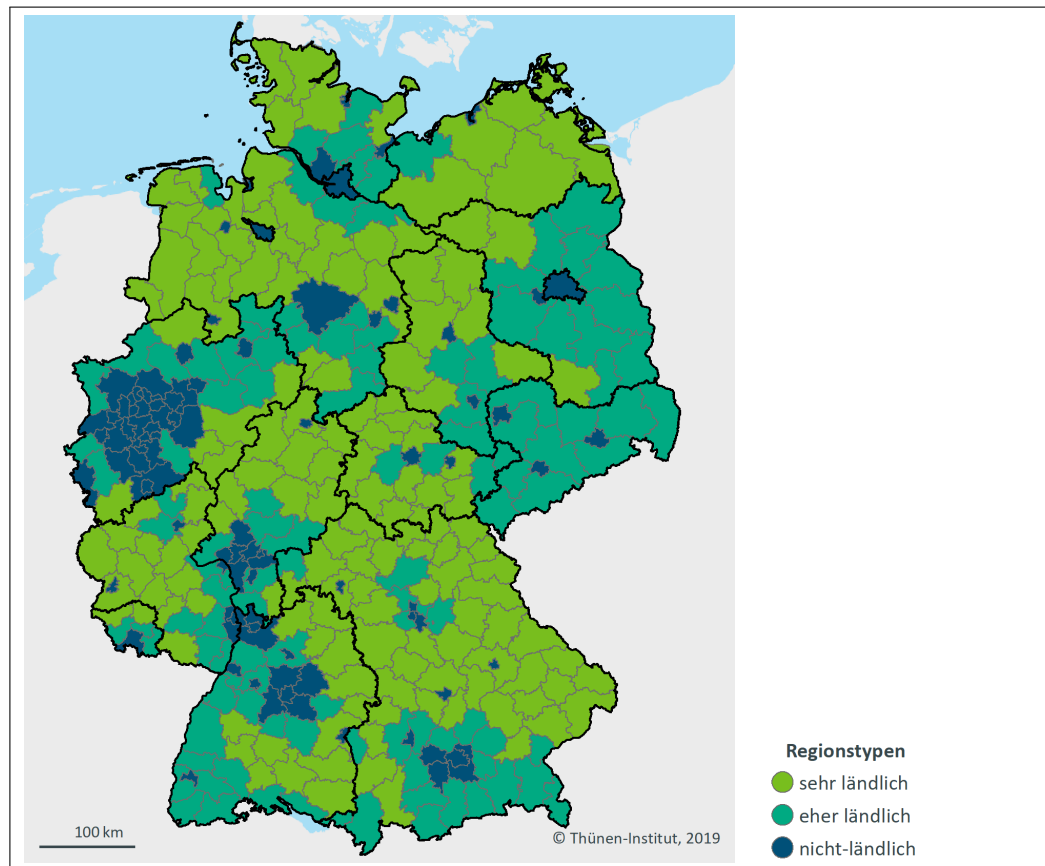 Regionstypen
sehr ländlich
eher ländlich
nicht-ländlich
100 km
© Thünen-Institut, 2019